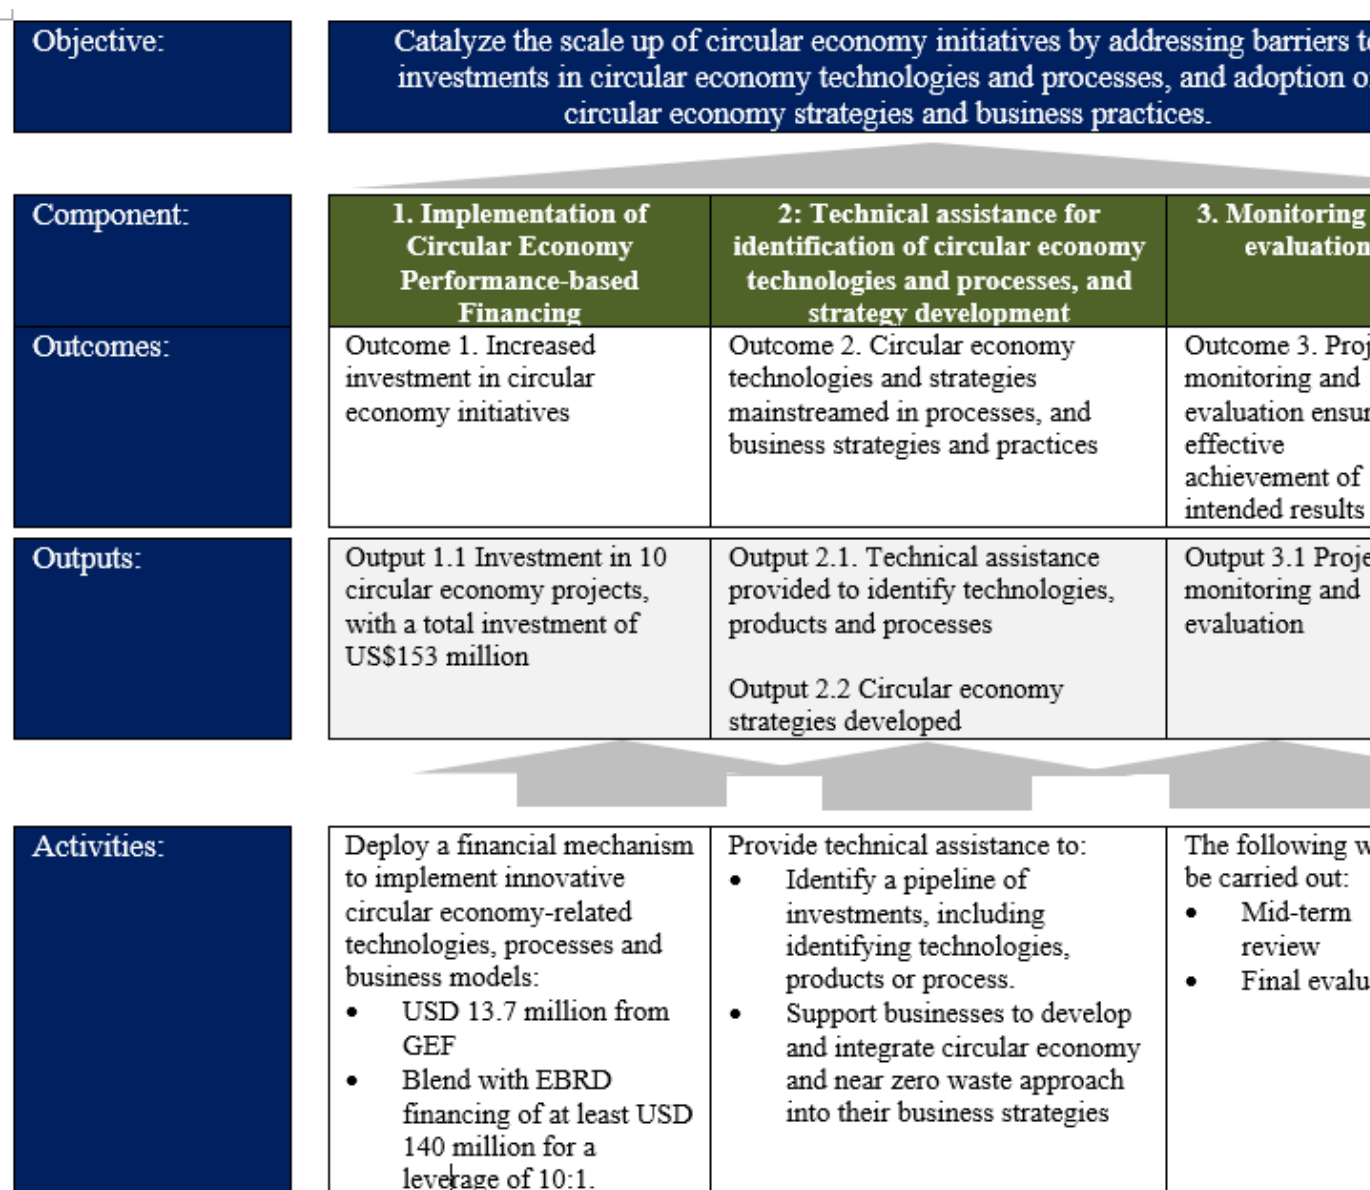 Objective:
Catalyze the scale up of circular economy initiatives by addressing barriers
investments in circular economy technologies and processes, and adoption
circular economy strategies and business practices.
Component:
1. Implementation of
Circular Economy
Performance-based
Financing
2: Technical assistance for
identification of circular economy
technologies and processes, and
strategy development
3. Monitoring
evaluation
Outcomes:
Outcome 1. Increased
investment in circular
economy initiatives
Outcome 2. Circular economy
technologies and strategies
mainstreamed in processes, and
business strategies and practices
Outcome 3.
monitoring and
evaluation
effective
achievement of
intended results
Outputs:
Output 1.1 Investment in 10
circular economy projects,
with a total investment of
US$153 million
Output 2.1. Technical assistance
provided to identify technologies,
products and processes
Output 2.2 Circular economy
strategies developed
Output 3.1
monitoring and
evaluation
Activities:
Deploy a financial mechanism
to implement innovative
circular economy-related
technologies, processes and
business models:
• USD 13.7 million from
GEF
• Blend with EBRD
financing of at least USD
140 million for a
leverage of 10:1.
Provide technical assistance to:
• Identify a pipeline of
investments, including
identifying technologies,
products or process.
• Support businesses to develop
and integrate circular economy
and near zero waste approach
into their business strategies
The following
be carried out:
• Mid-term
review
• Final